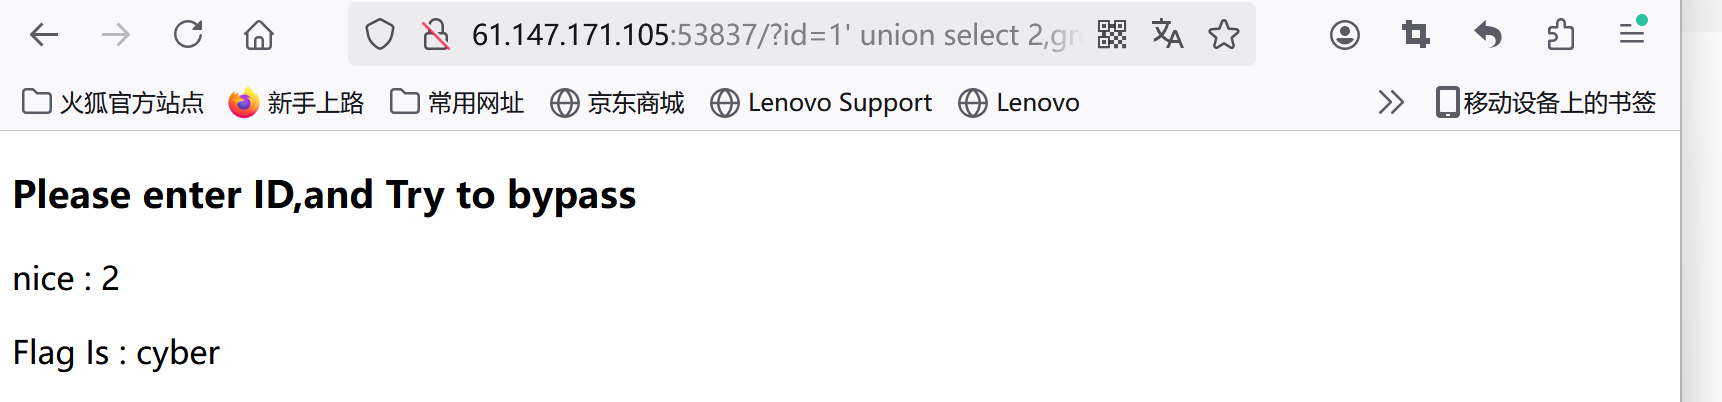 61.147.171.105:53837/?id=1' union select 2,gr
火狐官方站点 新手上路 常用网址 京东商城 Lenovo Support Lenovo 移动设备上的书签
Please enter ID,and Try to bypass
nice : 2
Flag Is : cyber